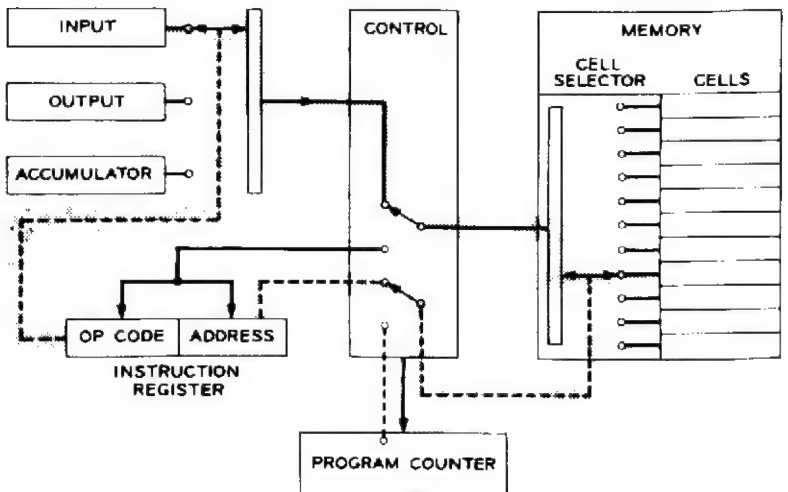 INPUT
OUTPUT
ACCUMULATOR
OP CODE
ADDRESS
INSTRUCTION
REGISTER
CONTROL
PROGRAM COUNTER
MEMORY
CELL
SELECTOR
CELLS